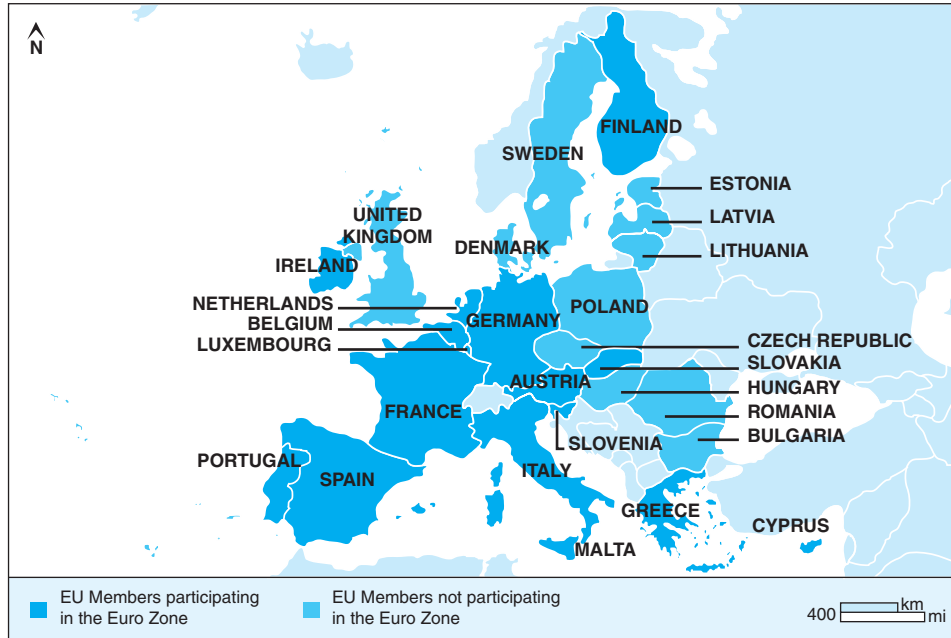 N
FINLAND
SWEDEN
ESTONIA
UNITED
KINGDOM
LATVIA
DENMARK
LITHUANIA
IRELAND
NETHERLANDS
BELGIUM
LUXEMBOURG
GERMANY
POLAND
CZECH REPUBLIC
SLOVAKIA
AUSTRIA
HUNGARY
FRANCE
ROMANIA
SLOVENIA
BULGARIA
PORTUGAL
SPAIN
ITALY
GREECE
CYPRUS
MALTA
EU Members participating
in the Euro Zone
EU Members not participating
in the Euro Zone
400 km
mi